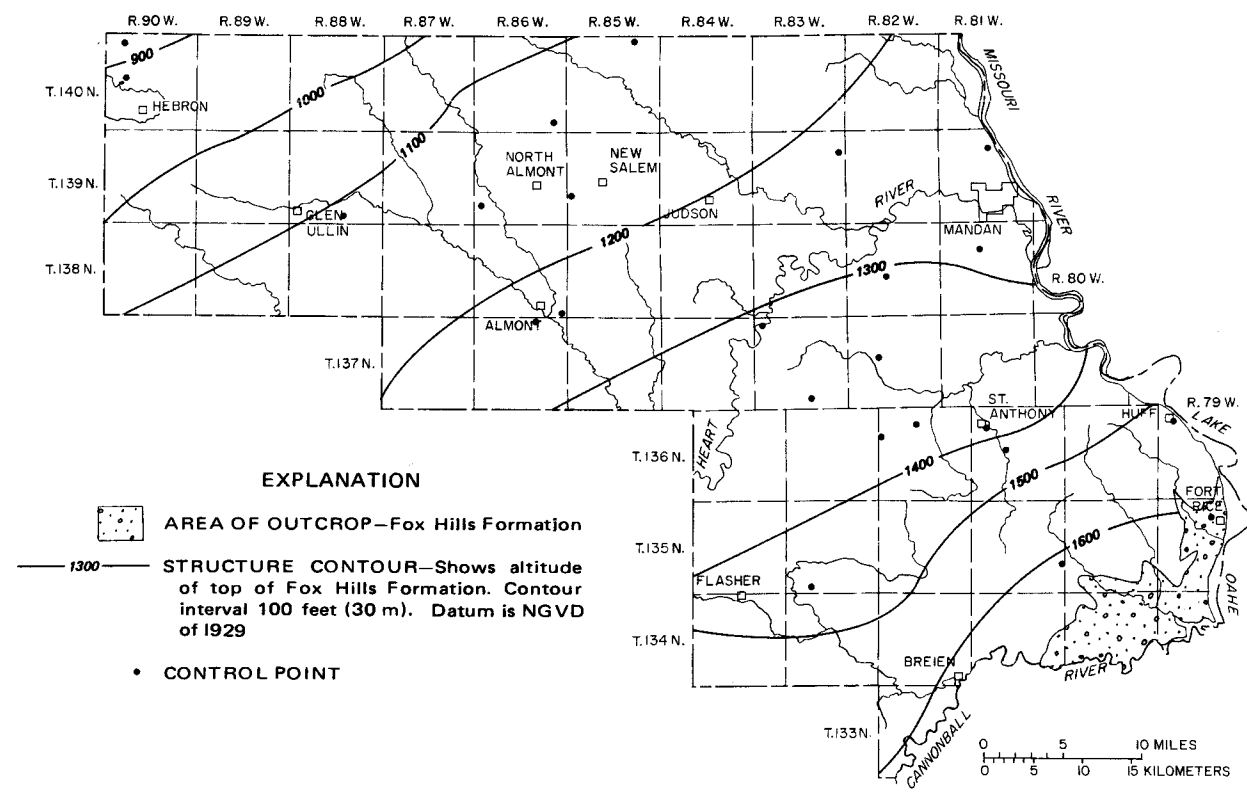 R.90 W. R.89 W. R.88 W. R.87 W. R.86 W. R.85 W. R.84 W. R.83 W. R.82 W. R.81 W.
900
MISSOURI
T.140 N.
1000
HEBRON
1100
NORTH ALMONT
NEW SALEM
T.139 N.
RIVER
RIVER
JUDSON
GLEN ULLIN
MANDAN
1200
T.138 N.
1300
R. 80 W.
ALMONT
T.137 N.
ST. ANTHONY
HUFF
R. 79 W.
LAKE
HEART
T.136 N.
1400
1500
FORT RICE
1600
T.135 N.
FLASHER
OAHE
T.134 N.
BREIEN
RIVER
T.133 N.
CANNONBALL
EXPLANATION
AREA OF OUTCROP—Fox Hills Formation
1300
STRUCTURE CONTOUR—Shows altitude
of top of Fox Hills Formation. Contour
interval 100 feet (30 m). Datum is NGVD
of 1929
CONTROL POINT
0 5 10 MILES
0 5 10 15 KILOMETERS